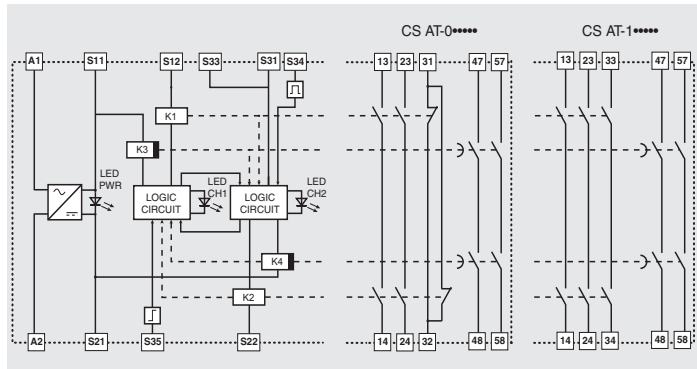 CS AT-0•••••
CS AT-1•••••
A1 S11 S12 S33 S31 S34 13 23 31 47 57 13 23 33 47 57
K1
K3
LED PWR
LOGIC CIRCUIT
LED CH1
LOGIC CIRCUIT
LED CH2
K4
K2
A2 S21 S35 S22 14 24 32 48 58 14 24 34 48 58